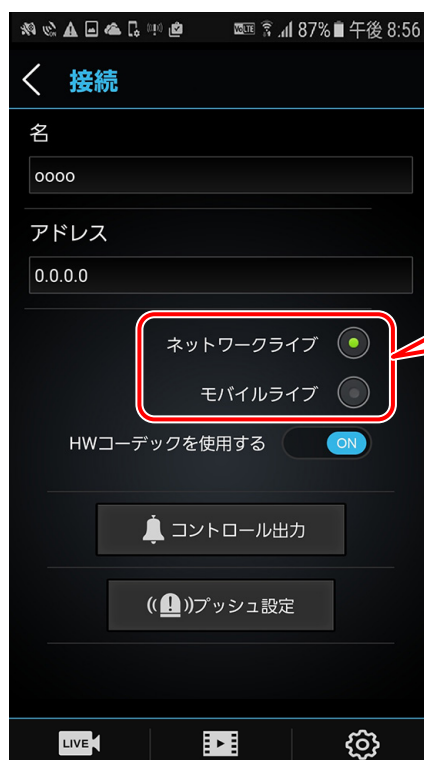 VoLTE 87% 午後 8:56
接続
名
oooo
アドレス
0.0.0.0
ネットワークライブ
モバイルライブ
HWコーデックを使用する ON
コントロール出力
プッシュ設定
LIVE